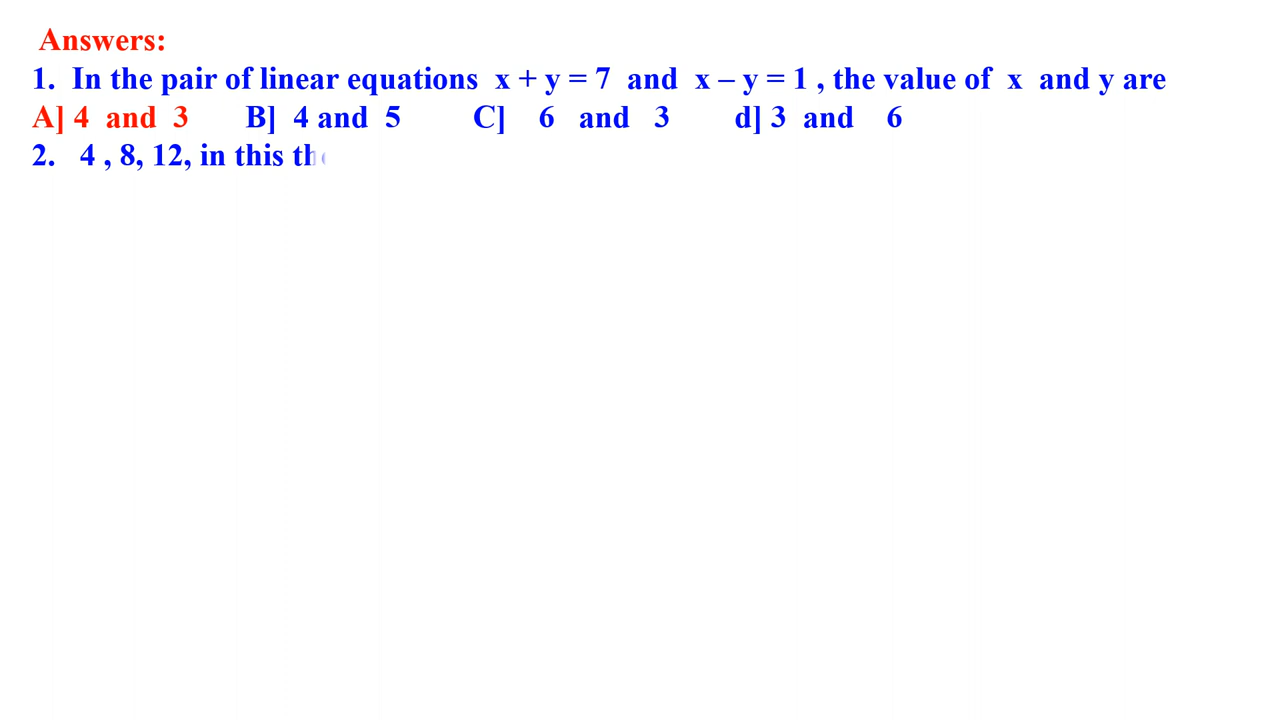 Answers:
1. In the pair of linear equations x + y = 7 and x – y = 1 , the value of x and y are
A] 4 and 3 B] 4 and 5 C] 6 and 3 d] 3 and 6
2. 4 , 8, 12, in this